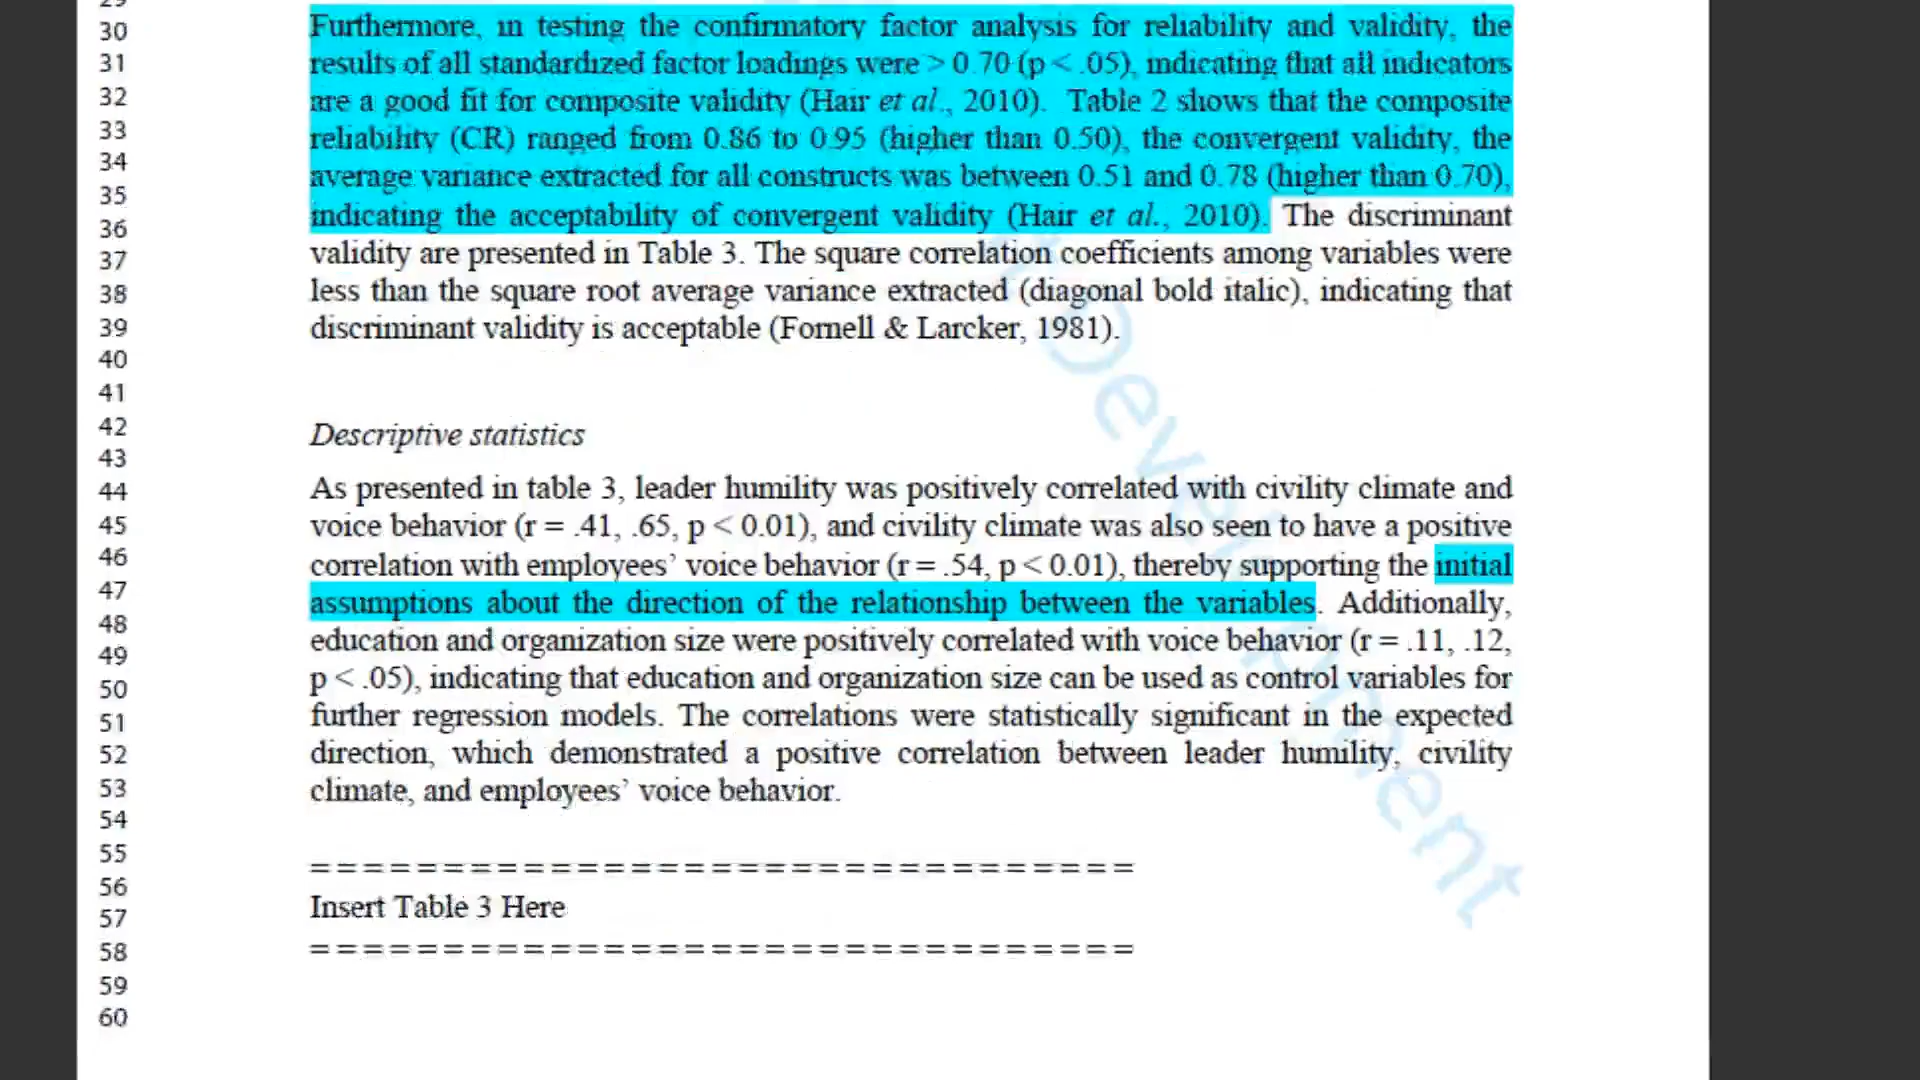 29
30
31
32
33
34
35
36
37
38
39
40
41
42
43
44
45
46
47
48
49
50
51
52
53
54
55
56
57
58
59
60
Furthermore, in testing the confirmatory factor analysis for reliability and validity, the
results of all standardized factor loadings were > 0.70 (p < .05), indicating that all indicators
are a good fit for composite validity (Hair et al., 2010). Table 2 shows that the composite
reliability (CR) ranged from 0.86 to 0.95 (higher than 0.50), the convergent validity, the
average variance extracted for all constructs was between 0.51 and 0.78 (higher than 0.70),
indicating the acceptability of convergent validity (Hair et al., 2010). The discriminant
validity are presented in Table 3. The square correlation coefficients among variables were
less than the square root average variance extracted (diagonal bold italic), indicating that
discriminant validity is acceptable (Fornell & Larcker, 1981).
Descriptive statistics
As presented in table 3, leader humility was positively correlated with civility climate and
voice behavior (r = .41, .65, p < 0.01), and civility climate was also seen to have a positive
correlation with employees’ voice behavior (r = .54, p < 0.01), thereby supporting the initial
assumptions about the direction of the relationship between the variables. Additionally,
education and organization size were positively correlated with voice behavior (r = .11, .12,
p < .05), indicating that education and organization size can be used as control variables for
further regression models. The correlations were statistically significant in the expected
direction, which demonstrated a positive correlation between leader humility, civility
climate, and employees’ voice behavior.
===============================
Insert Table 3 Here
===============================
Development